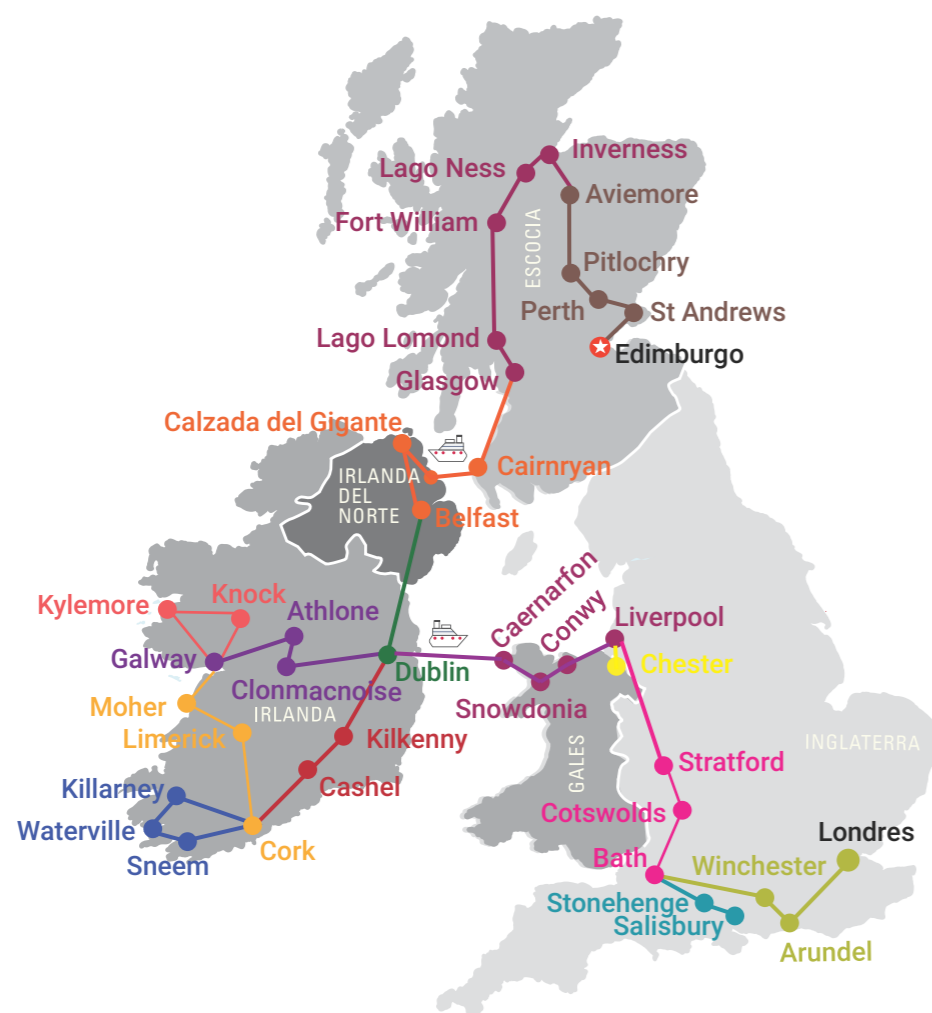 Inverness
Lago Ness
Aviemore
Fort William
ESCOCIA
Pitlochry
Perth
St Andrews
Lago Lomond
Edimburgo
Glasgow
Calzada del Gigante
Cairnryan
IRLANDA
DEL
NORTE
Belfast
Caernarfon
Conwy
Knock
Kylemore
Athlone
Liverpool
Galway
Dublin
Chester
Clonmacnoise
Moher
IRLANDA
Snowdonia
Limerick
Kilkenny
INGLATERRA
GALES
Stratford
Cashel
Killarney
Cotswolds
Waterville
Londres
Cork
Sneem
Bath
Winchester
Stonehenge
Salisbury
Arundel